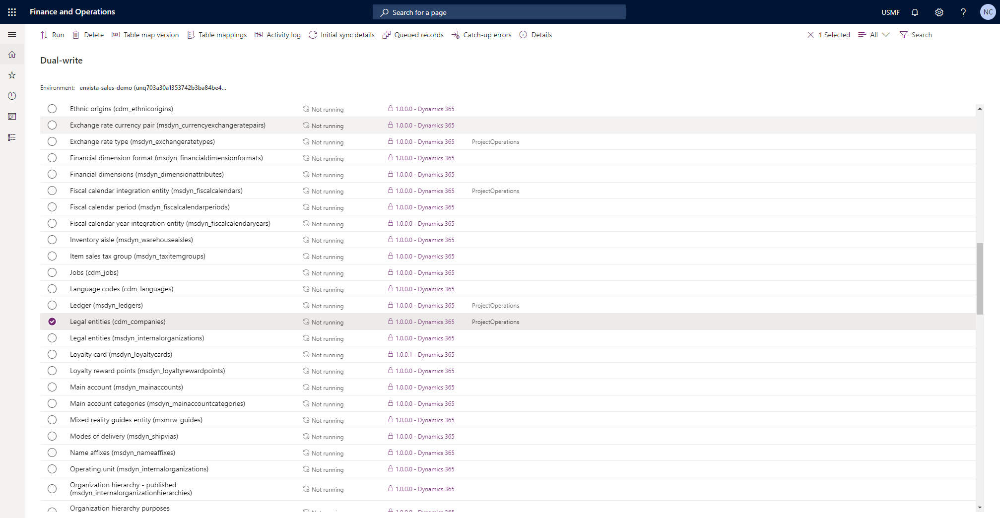 Finance and Operations
Search for a page
USMF
NC
Run Delete Table map version Table mappings Activity log Initial sync details Queued records Catch-up errors Details
1 Selected All Search
Dual-write
Environment: envista-sales-demo (unq703a30a1353742b3ba84be4...
Ethnic origins (cdm_ethnicorigins) Not running 1.0.0.0 - Dynamics 365
Exchange rate currency pair (msdyn_currencyexchangeratepairs) Not running 1.0.0.0 - Dynamics 365
Exchange rate type (msdyn_exchangeratetypes) Not running 1.0.0.0 - Dynamics 365 ProjectOperations
Financial dimension format (msdyn_financialdimensionformats) Not running 1.0.0.0 - Dynamics 365
Financial dimensions (msdyn_dimensionattributes) Not running 1.0.0.0 - Dynamics 365
Fiscal calendar integration entity (msdyn_fiscalcalendars) Not running 1.0.0.0 - Dynamics 365 ProjectOperations
Fiscal calendar period (msdyn_fiscalcalendarperiods) Not running 1.0.0.0 - Dynamics 365
Fiscal calendar year integration entity (msdyn_fiscalcalendaryears) Not running 1.0.0.0 - Dynamics 365
Inventory aisle (msdyn_warehouseaisles) Not running 1.0.0.0 - Dynamics 365
Item sales tax group (msdyn_taxitemgroups) Not running 1.0.0.0 - Dynamics 365
Jobs (cdm_jobs) Not running 1.0.0.0 - Dynamics 365
Language codes (cdm_languages) Not running 1.0.0.0 - Dynamics 365
Ledger (msdyn_ledgers) Not running 1.0.0.0 - Dynamics 365 ProjectOperations
Legal entities (cdm_companies) Not running 1.0.0.0 - Dynamics 365 ProjectOperations
Legal entities (msdyn_internalorganizations) Not running 1.0.0.0 - Dynamics 365
Loyalty card (msdyn_loyaltycards) Not running 1.0.0.1 - Dynamics 365
Loyalty reward points (msdyn_loyaltyrewardpoints) Not running 1.0.0.0 - Dynamics 365
Main account (msdyn_mainaccounts) Not running 1.0.0.0 - Dynamics 365
Main account categories (msdyn_mainaccountcategories) Not running 1.0.0.0 - Dynamics 365
Mixed reality guides entity (msmrw_guides) Not running 1.0.0.0 - Dynamics 365
Modes of delivery (msdyn_shipvias) Not running 1.0.0.0 - Dynamics 365
Name affixes (msdyn_nameaffixes) Not running 1.0.0.0 - Dynamics 365
Operating unit (msdyn_internalorganizations) Not running 1.0.0.0 - Dynamics 365
Organization hierarchy - published
(msdyn_internalorganizationhierarchies) Not running 1.0.0.0 - Dynamics 365
Organization hierarchy purposes